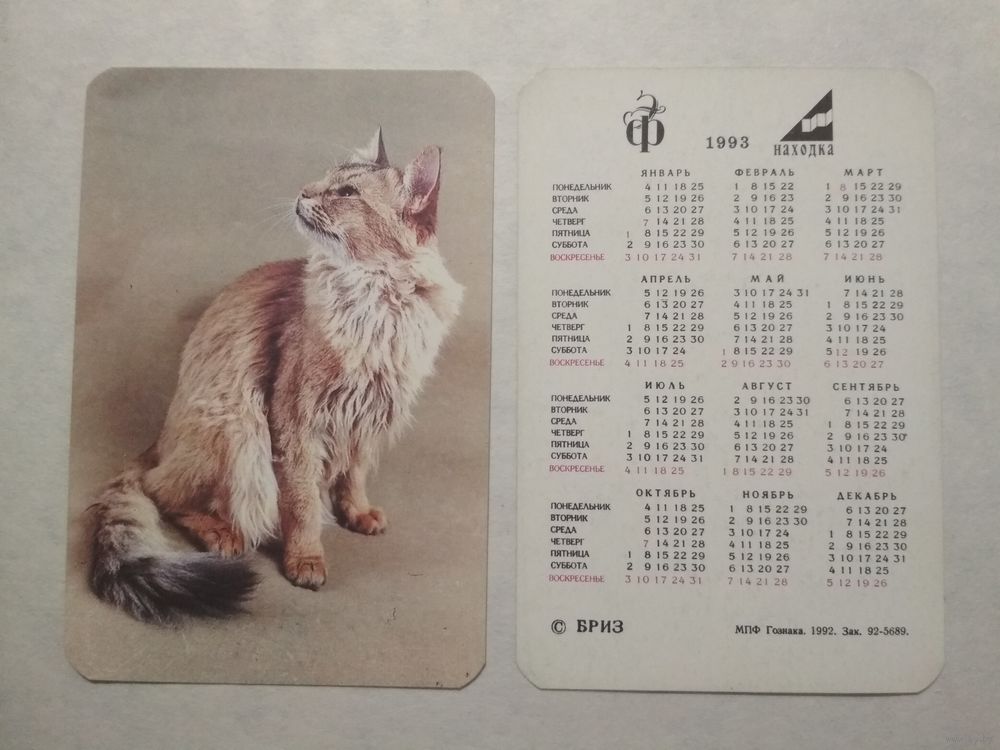 Ф 1993 НАХОДКА
ЯНВАРЬ ФЕВРАЛЬ МАРТ
ПОНЕДЕЛЬНИК 4 11 18 25 1 8 15 22 1 8 15 22 29
ВТОРНИК 5 12 19 26 2 9 16 23 2 9 16 23 30
СРЕДА 6 13 20 27 3 10 17 24 3 10 17 24 31
ЧЕТВЕРГ 7 14 21 28 4 11 18 25 4 11 18 25
ПЯТНИЦА 1 8 15 22 29 5 12 19 26 5 12 19 26
СУББОТА 2 9 16 23 30 6 13 20 27 6 13 20 27
ВОСКРЕСЕНЬЕ 3 10 17 24 31 7 14 21 28 7 14 21 28
АПРЕЛЬ МАЙ ИЮНЬ
ПОНЕДЕЛЬНИК 5 12 19 26 3 10 17 24 31 7 14 21 28
ВТОРНИК 6 13 20 27 4 11 18 25 1 8 15 22 29
СРЕДА 7 14 21 28 5 12 19 26 2 9 16 23 30
ЧЕТВЕРГ 1 8 15 22 29 6 13 20 27 3 10 17 24
ПЯТНИЦА 2 9 16 23 30 7 14 21 28 4 11 18 25
СУББОТА 3 10 17 24 1 8 15 22 29 5 12 19 26
ВОСКРЕСЕНЬЕ 4 11 18 25 2 9 16 23 30 6 13 20 27
ИЮЛЬ АВГУСТ СЕНТЯБРЬ
ПОНЕДЕЛЬНИК 5 12 19 26 2 9 16 23 30 6 13 20 27
ВТОРНИК 6 13 20 27 3 10 17 24 31 7 14 21 28
СРЕДА 7 14 21 28 4 11 18 25 1 8 15 22 29
ЧЕТВЕРГ 1 8 15 22 29 5 12 19 26 2 9 16 23 30
ПЯТНИЦА 2 9 16 23 30 6 13 20 27 3 10 17 24
СУББОТА 3 10 17 24 31 7 14 21 28 4 11 18 25
ВОСКРЕСЕНЬЕ 4 11 18 25 1 8 15 22 29 5 12 19 26
ОКТЯБРЬ НОЯБРЬ ДЕКАБРЬ
ПОНЕДЕЛЬНИК 4 11 18 25 1 8 15 22 29 6 13 20 27
ВТОРНИК 5 12 19 26 2 9 16 23 30 7 14 21 28
СРЕДА 6 13 20 27 3 10 17 24 1 8 15 22 29
ЧЕТВЕРГ 7 14 21 28 4 11 18 25 2 9 16 23 30
ПЯТНИЦА 1 8 15 22 29 5 12 19 26 3 10 17 24 31
СУББОТА 2 9 16 23 30 6 13 20 27 4 11 18 25
ВОСКРЕСЕНЬЕ 3 10 17 24 31 7 14 21 28 5 12 19 26
© БРИЗ МПФ Гознака. 1992. Зак. 92-5689.